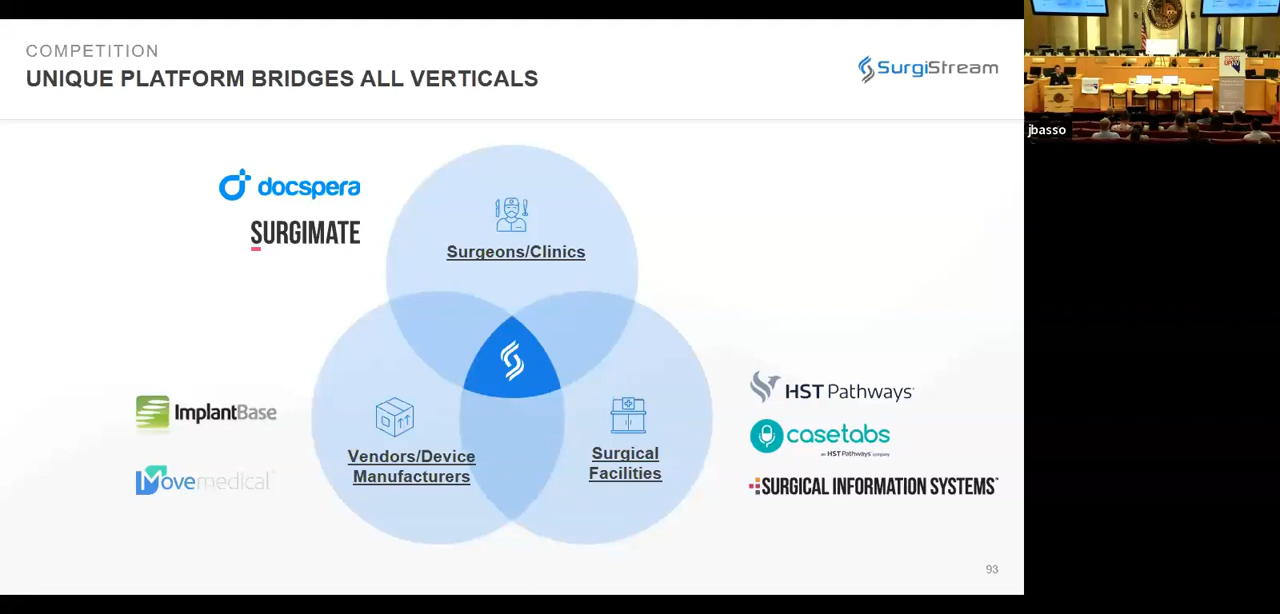 COMPETITION
UNIQUE PLATFORM BRIDGES ALL VERTICALS
SurgiStream
docspera
SURGIMATE
Surgeons/Clinics
ImplantBase
Movemedical
Vendors/Device
Manufacturers
Surgical
Facilities
HST Pathways
casetabs
an HST Pathways company
SURGICAL INFORMATION SYSTEMS
93
UPNV
jbasso